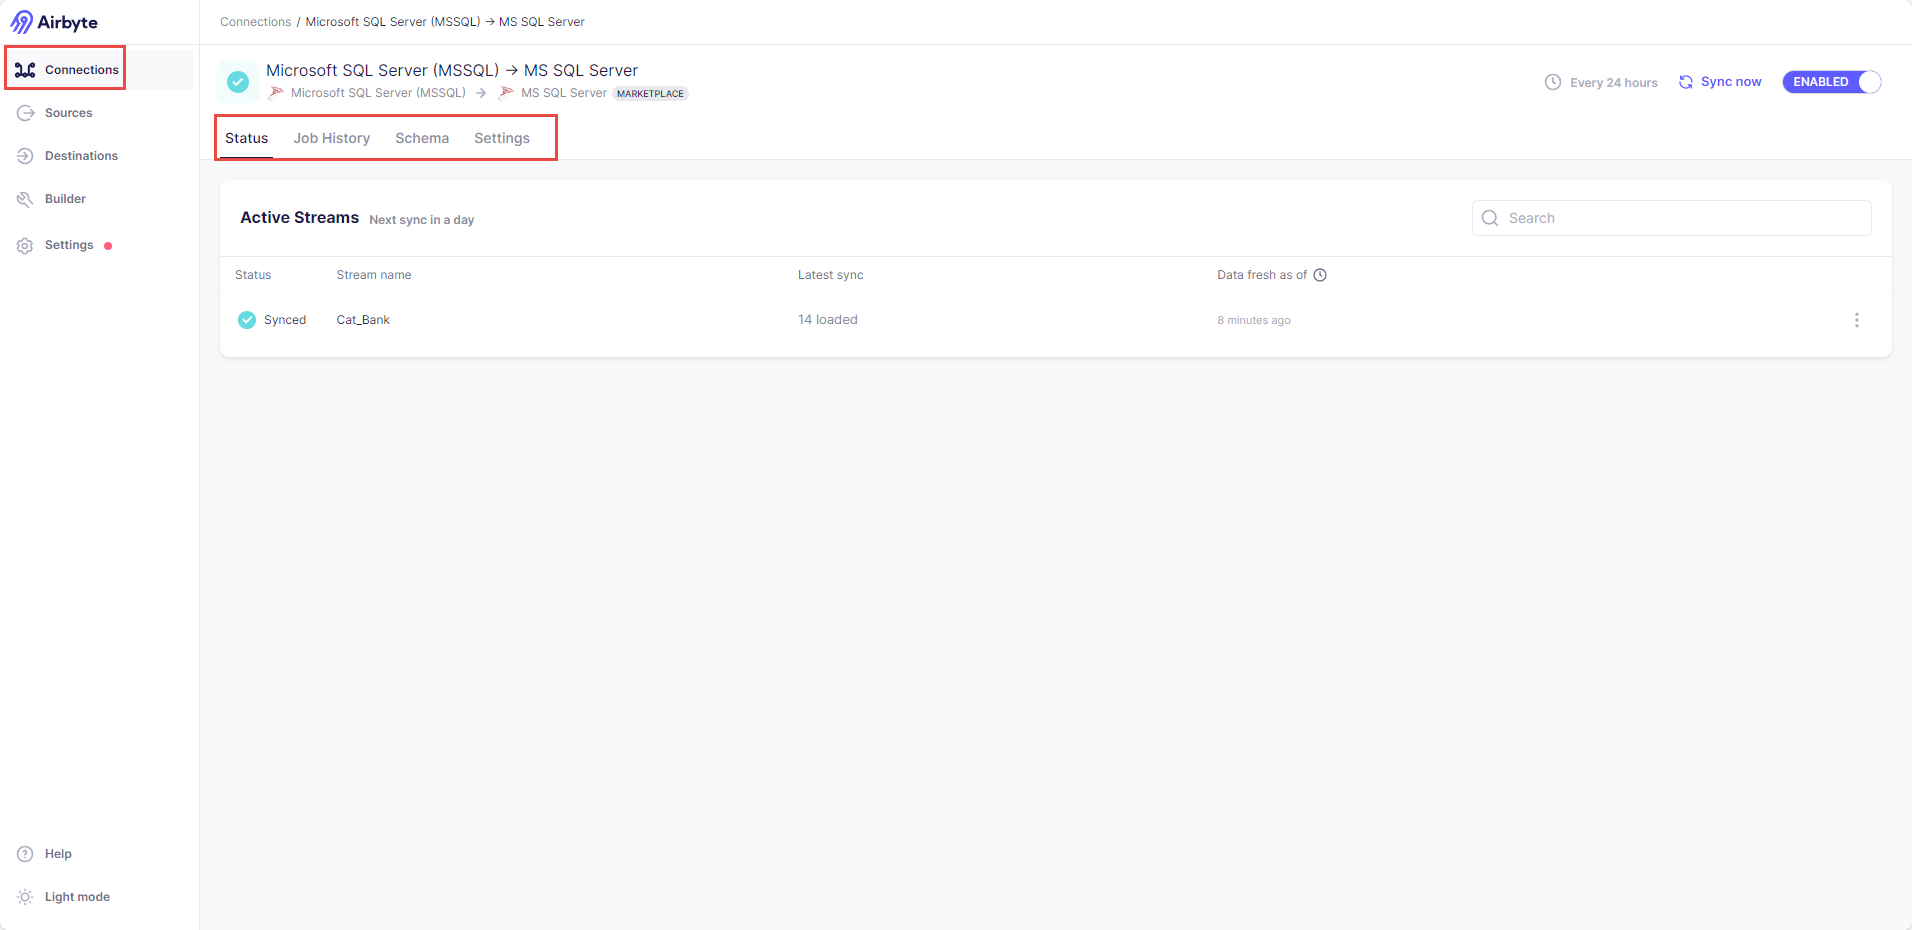 Airbyte
Connections
Sources
Destinations
Builder
Settings
Help
Light mode
Connections / Microsoft SQL Server (MSSQL) → MS SQL Server
Microsoft SQL Server (MSSQL) → MS SQL Server
Microsoft SQL Server (MSSQL) → MS SQL Server MARKETPLACE
Every 24 hours Sync now ENABLED
Status Job History Schema Settings
Active Streams Next sync in a day
Search
Status Stream name Latest sync Data fresh as of
Synced Cat_Bank 14 loaded 8 minutes ago